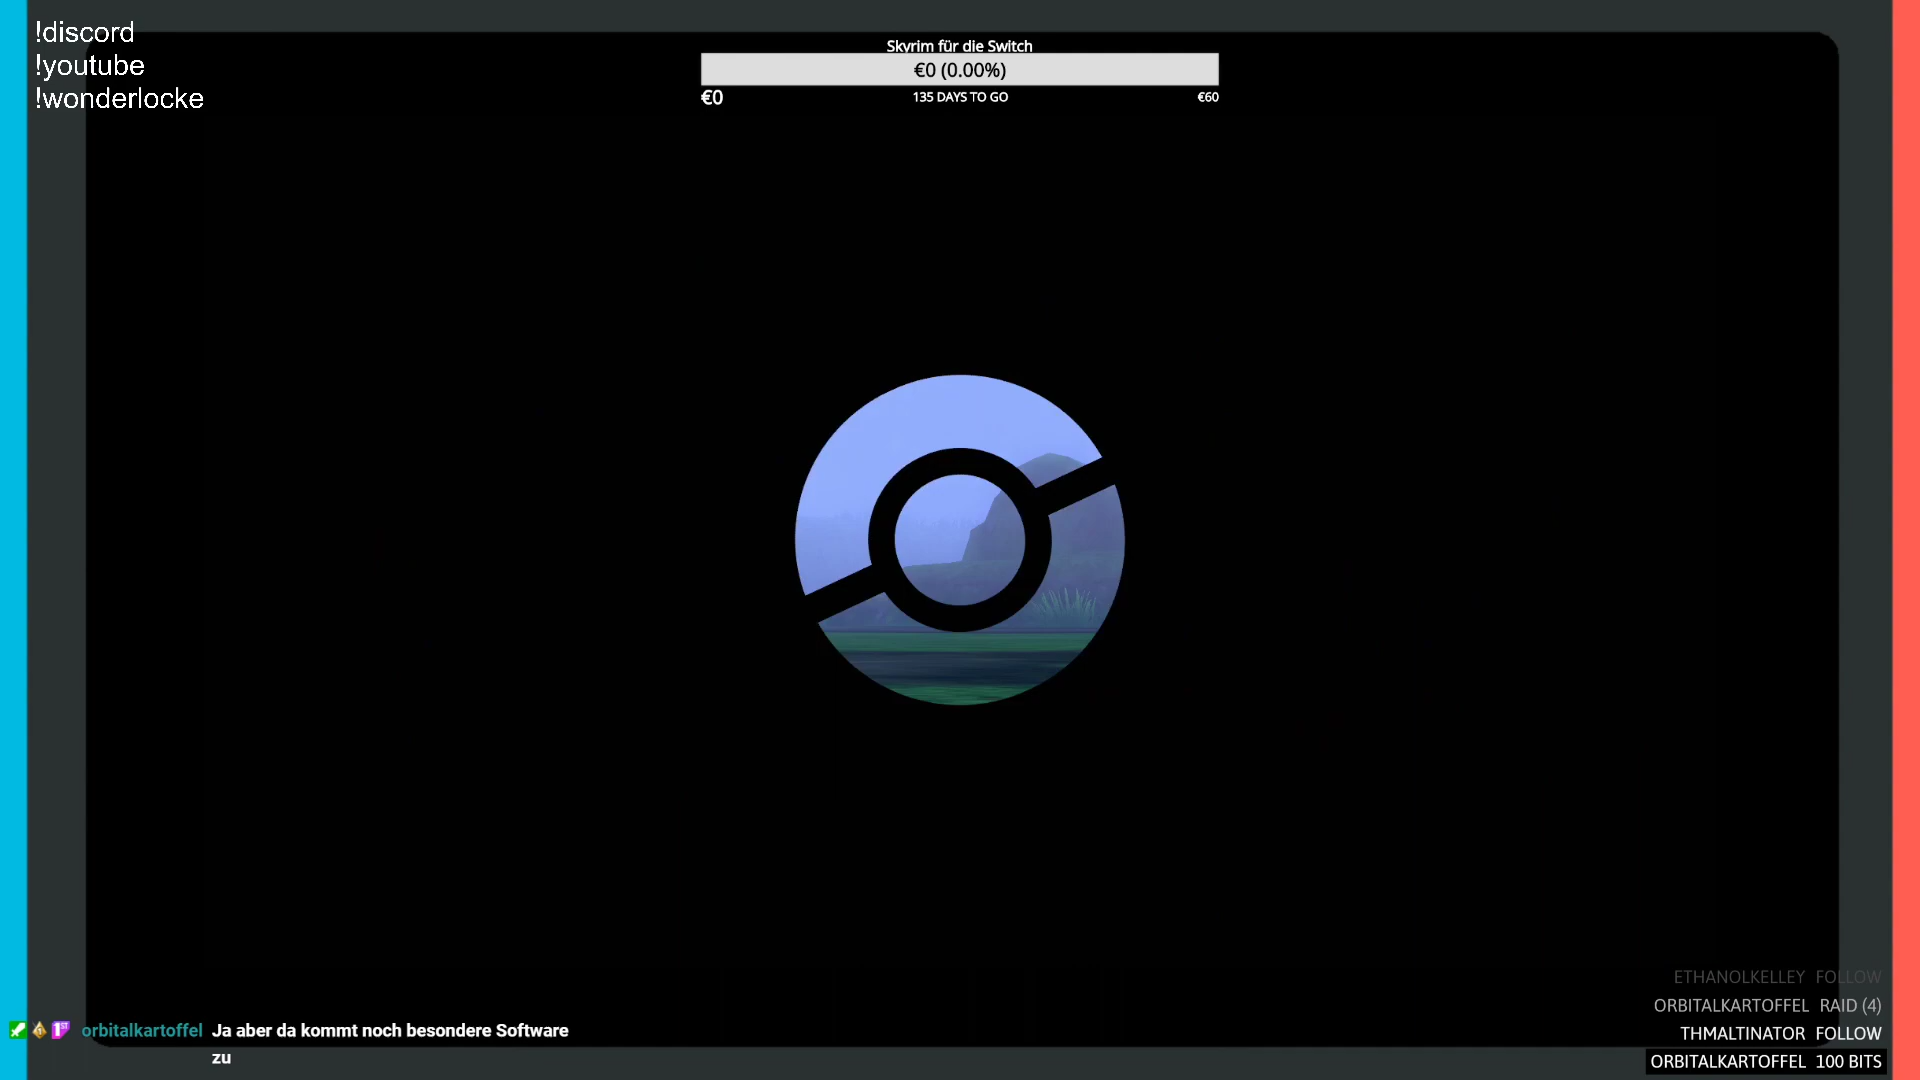 !discord
!youtube
!wonderlocke
Skyrim für die Switch
€0 (0.00%)
€0 135 DAYS TO GO €60
ETHANOLKELLEY FOLLOW
ORBITALKARTOFFEL RAID (4)
THMALTINATOR FOLLOW
ORBITALKARTOFFEL 100 BITS
1ST orbitalkartoffel Ja aber da kommt noch besondere Software
zu